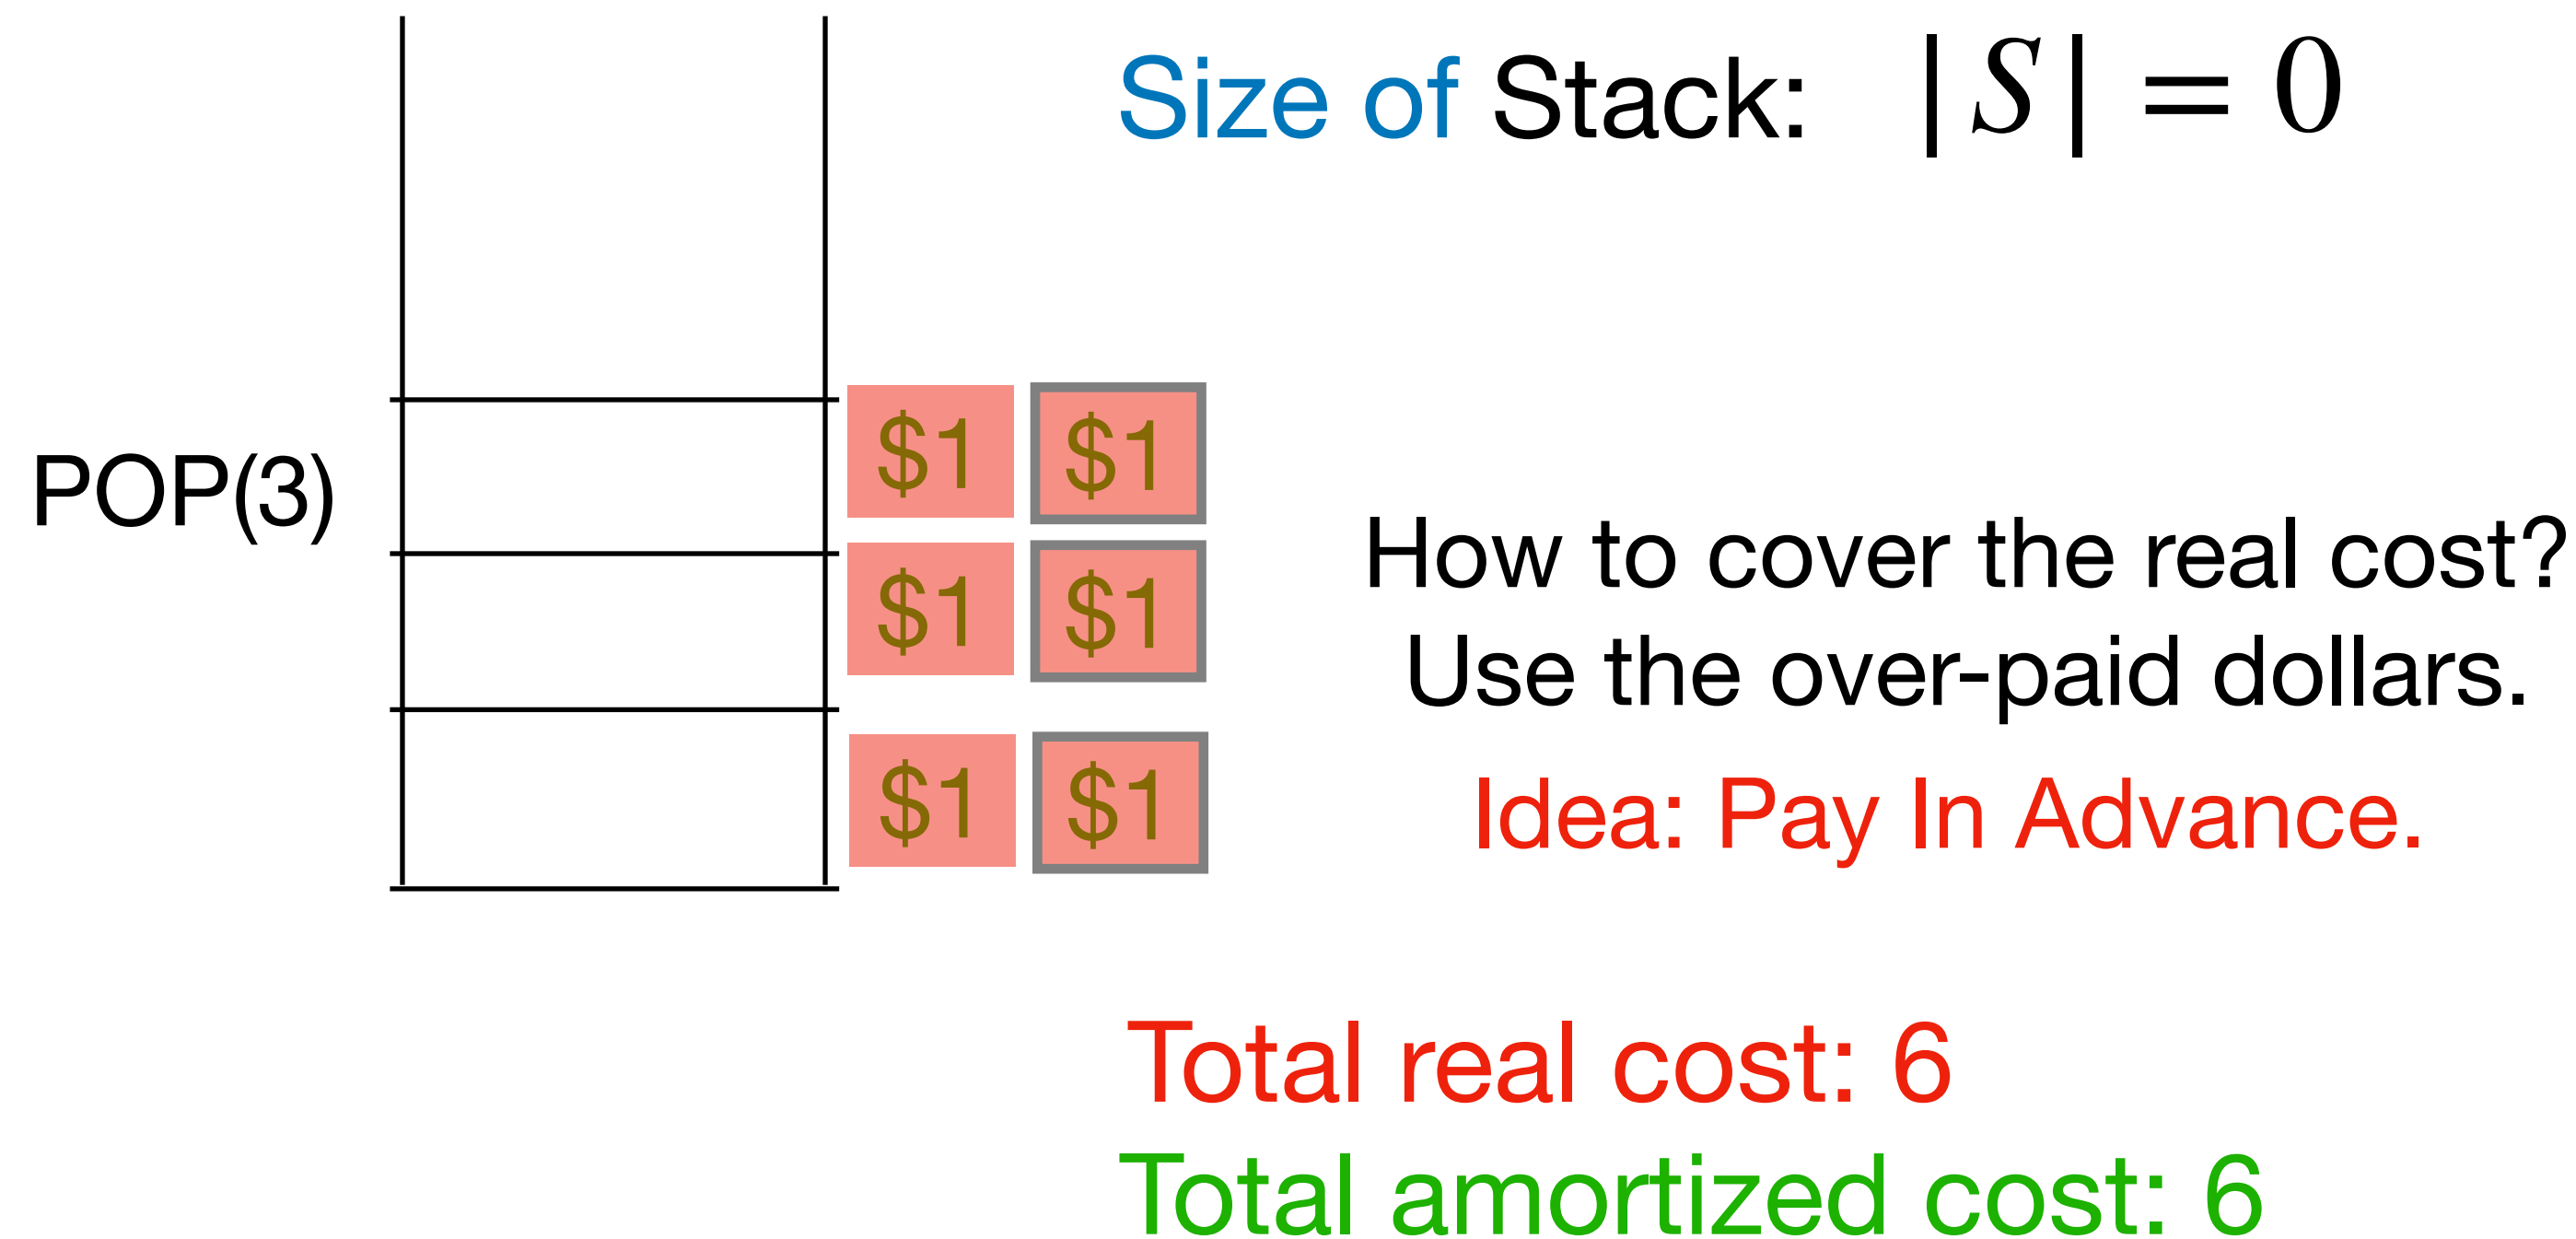 Size of Stack: |S| = 0
$1 $1
POP(3)
$1 $1
How to cover the real cost?
Use the over-paid dollars.
$1 $1
Idea: Pay In Advance.
Total real cost: 6
Total amortized cost: 6